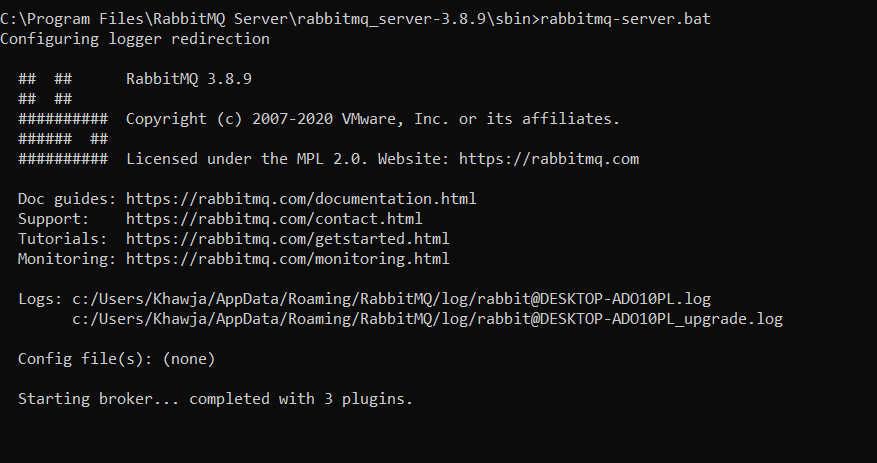 C:\Program Files\RabbitMQ Server\rabbitmq_server-3.8.9\sbin>rabbitmq-server.bat
Configuring logger redirection
  ##  ##      RabbitMQ 3.8.9
  ##  ##
  ##########  Copyright (c) 2007-2020 VMware, Inc. or its affiliates.
  ######  ##
  ##########  Licensed under the MPL 2.0. Website: https://rabbitmq.com
  Doc guides: https://rabbitmq.com/documentation.html
  Support:    https://rabbitmq.com/contact.html
  Tutorials:  https://rabbitmq.com/getstarted.html
  Monitoring: https://rabbitmq.com/monitoring.html
  Logs: c:/Users/Khawja/AppData/Roaming/RabbitMQ/log/rabbit@DESKTOP-ADO10PL.log
        c:/Users/Khawja/AppData/Roaming/RabbitMQ/log/rabbit@DESKTOP-ADO10PL_upgrade.log
  Config file(s): (none)
  Starting broker... completed with 3 plugins.